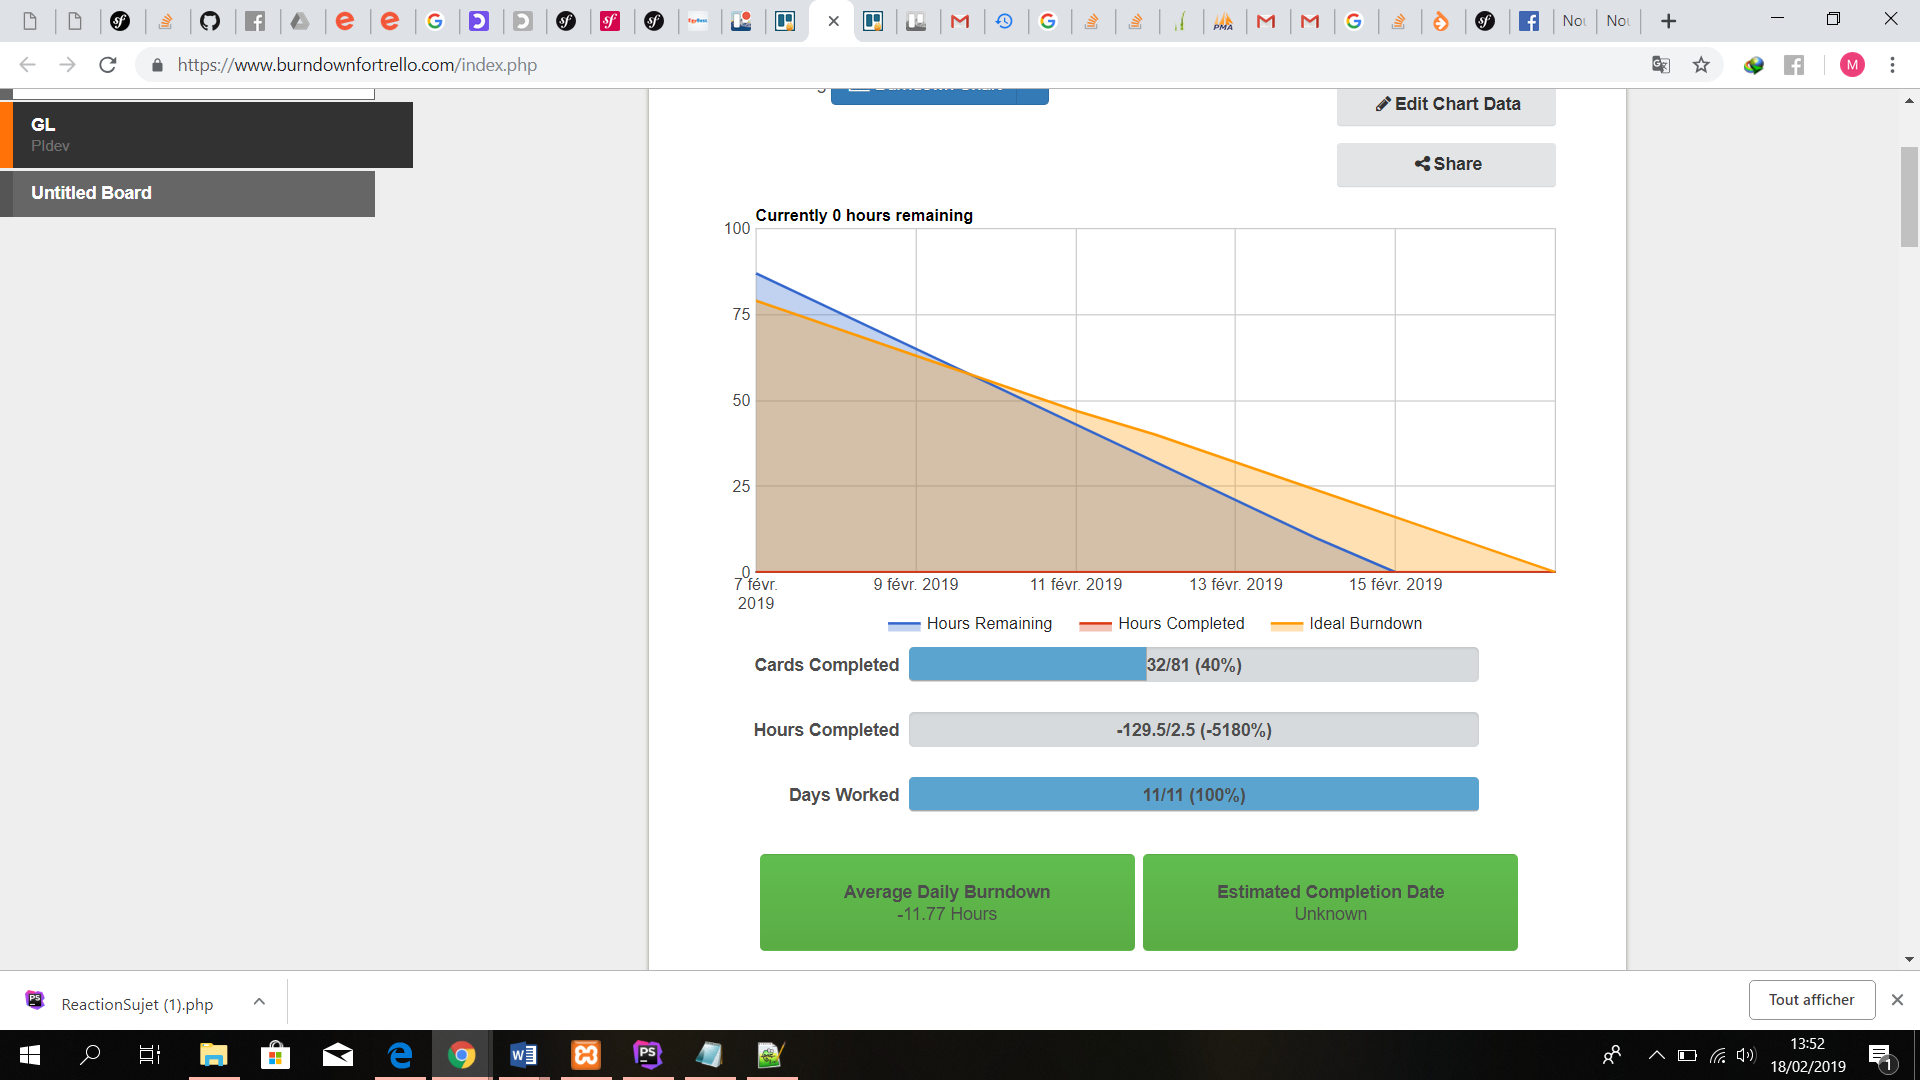 Nou
Nou
https://www.burndownfortrello.com/index.php
M
GL
PIdev
Untitled Board
Edit Chart Data
Share
Currently 0 hours remaining
100
75
50
25
0
7 févr. 2019
9 févr. 2019
11 févr. 2019
13 févr. 2019
15 févr. 2019
Hours Remaining
Hours Completed
Ideal Burndown
Cards Completed
32/81 (40%)
Hours Completed
-129.5/2.5 (-5180%)
Days Worked
11/11 (100%)
Average Daily Burndown
-11.77 Hours
Estimated Completion Date
Unknown
ReactionSujet (1).php
Tout afficher
13:52
18/02/2019
1